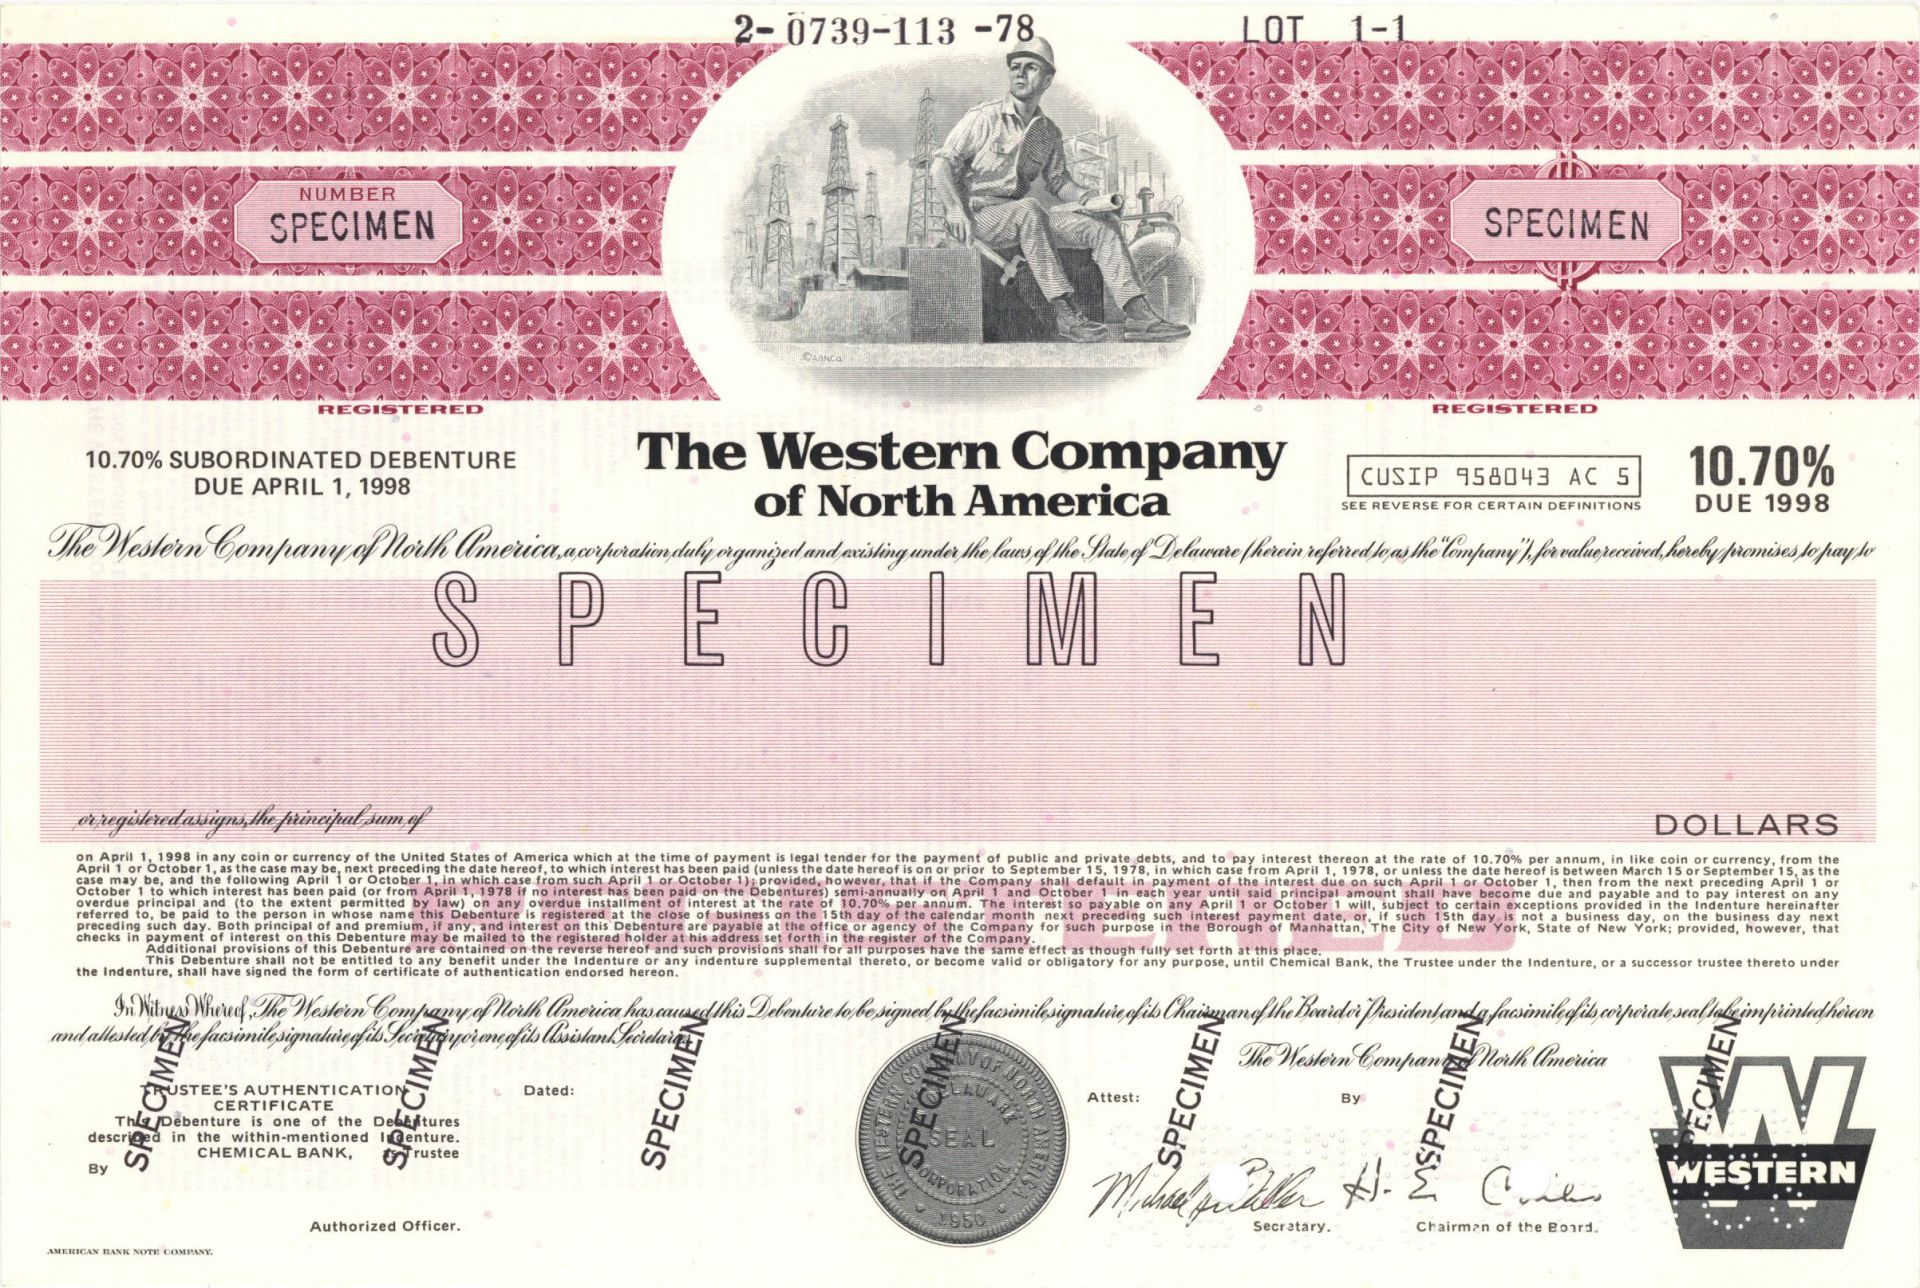 2- 0739-113 -78
LOT 1-1
NUMBER
SPECIMEN
SPECIMEN
©ABNCO.
REGISTERED
REGISTERED
10.70% SUBORDINATED DEBENTURE
DUE APRIL 1, 1998
The Western Company
of North America
CUSIP 958043 AC 5
SEE REVERSE FOR CERTAIN DEFINITIONS
10.70%
DUE 1998
The Western Company of North America, a corporation duly organized and existing under the laws of the State of Delaware (herein referred to as the "Company"), for value received, hereby promises to pay to
SPECIMEN
or registered assigns, the principal sum of
DOLLARS
on April 1, 1998 in any coin or currency of the United States of America which at the time of payment is legal tender for the payment of public and private debts, and to pay interest thereon at the rate of 10.70% per annum, in like coin or currency, from the
April 1 or October 1, as the case may be, next preceding the date hereof, to which interest has been paid (unless the date hereof is on or prior to September 15, 1978, in which case from April 1, 1978, or unless the date hereof is between March 15 or September 15, as the
case may be, and the following April 1 or October 1, in which case from such April 1 or October 1); provided, however, that if the Company shall default in payment of the interest due on such April 1 or October 1, then from the next preceding April 1 or
October 1 to which interest has been paid (or from April 1, 1978 if no interest has been paid on the Debentures) semi-annually on April 1 and October 1 in each year until said principal amount shall have become due and payable and to pay interest on any
overdue principal and (to the extent permitted by law) on any overdue installment of interest at the rate of 10.70% per annum. The interest so payable on any April 1 or October 1 will, subject to certain exceptions provided in the Indenture hereinafter
referred to, be paid to the person in whose name this Debenture is registered at the close of business on the 15th day of the calendar month next preceding such interest payment date, or, if such 15th day is not a business day, on the business day next
preceding such day. Both principal of and premium, if any, and interest on this Debenture are payable at the office or agency of the Company for such purpose in the Borough of Manhattan, The City of New York, State of New York; provided, however, that
checks in payment of interest on this Debenture may be mailed to the registered holder at his address set forth in the register of the Company.
Additional provisions of this Debenture are contained on the reverse hereof and such provisions shall for all purposes have the same effect as though fully set forth at this place.
This Debenture shall not be entitled to any benefit under the Indenture or any indenture supplemental thereto, or become valid or obligatory for any purpose, until Chemical Bank, the Trustee under the Indenture, or a successor trustee thereto under
the Indenture, shall have signed the form of certificate of authentication endorsed hereon.
In Witness Whereof, The Western Company of North America has caused this Debenture to be signed by the facsimile signature of its Chairman of the Board or President and a facsimile of its corporate seal to be imprinted hereon
and attested by the facsimile signature of its Secretary or one of its Assistant Secretaries.
SPECIMEN
SPECIMEN
SPECIMEN
SPECIMEN
SPECIMEN
SPECIMEN
SPECIMEN
The Western Company of North America
TRUSTEE'S AUTHENTICATION
CERTIFICATE
This Debenture is one of the Debentures
described in the within-mentioned Indenture.
CHEMICAL BANK, as Trustee
By
Authorized Officer.
Dated:
THE WESTERN COMPANY OF NORTH AMERICA
DELAWARE
SEAL
CORPORATION
1950
Attest:
Secretary.
By
Chairman of the Board.
WESTERN
AMERICAN BANK NOTE COMPANY.